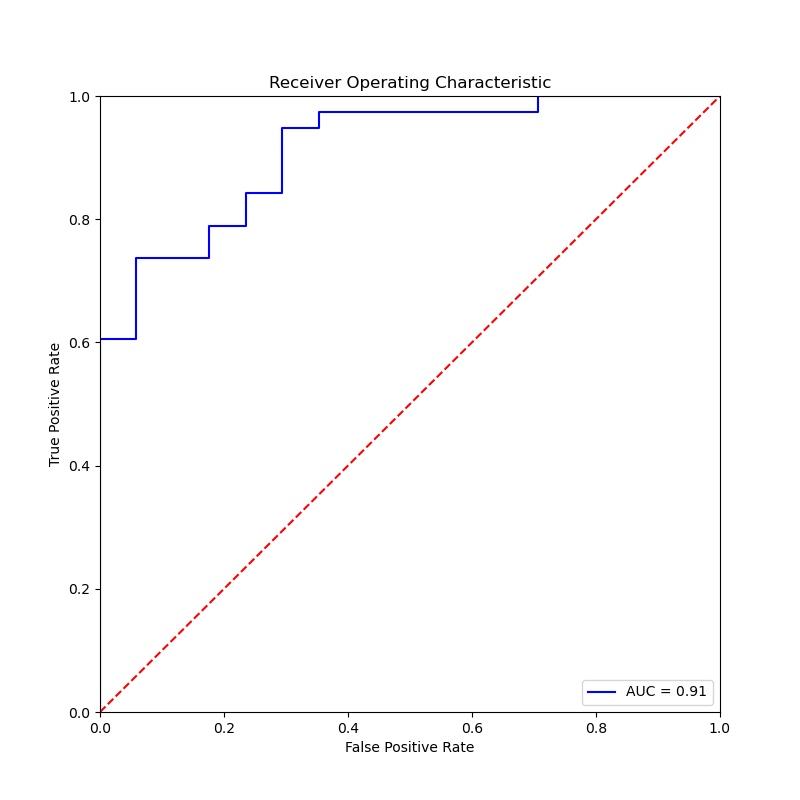 Receiver Operating Characteristic
1.0
0.8
0.6
0.4
0.2
0.0
True Positive Rate
AUC = 0.91
0.0 0.2 0.4 0.6 0.8 1.0
False Positive Rate